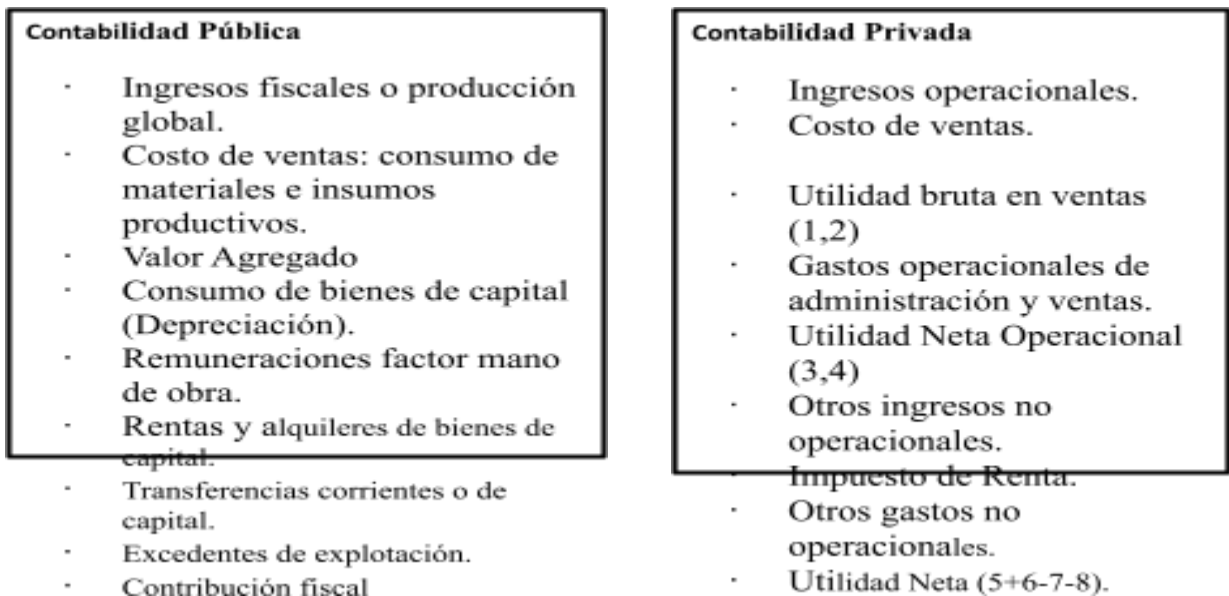 Contabilidad Pública
· Ingresos fiscales o producción
global.
· Costo de ventas: consumo de
materiales e insumos
productivos.
· Valor Agregado
· Consumo de bienes de capital
(Depreciación).
· Remuneraciones factor mano
de obra.
· Rentas y alquileres de bienes de
capital.
· Transferencias corrientes o de
capital.
· Excedentes de explotación.
· Contribución fiscal
Contabilidad Privada
· Ingresos operacionales.
· Costo de ventas.
· Utilidad bruta en ventas
(1,2)
· Gastos operacionales de
administración y ventas.
· Utilidad Neta Operacional
(3,4)
· Otros ingresos no
operacionales.
· Impuesto de Renta.
· Otros gastos no
operacionales.
· Utilidad Neta (5+6-7-8).